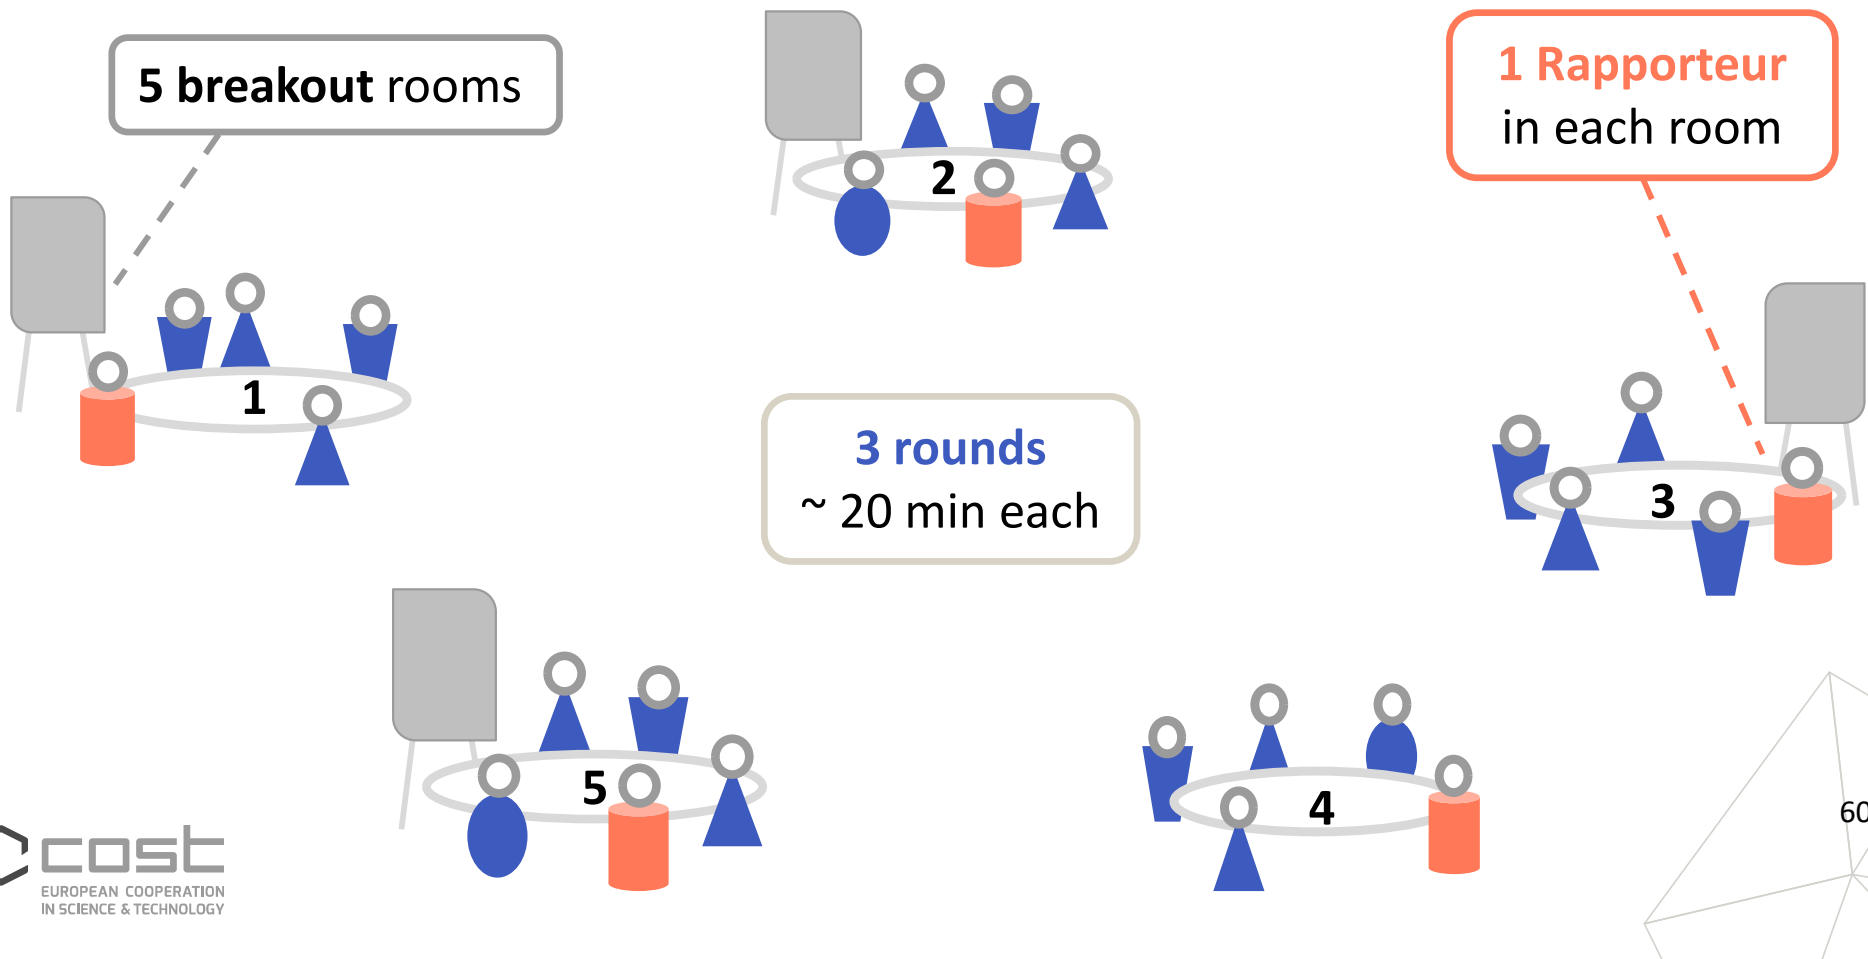 5 breakout rooms
1 Rapporteur
in each room
2
1
3 rounds
~ 20 min each
3
5
4
60
cost
EUROPEAN COOPERATION
IN SCIENCE & TECHNOLOGY